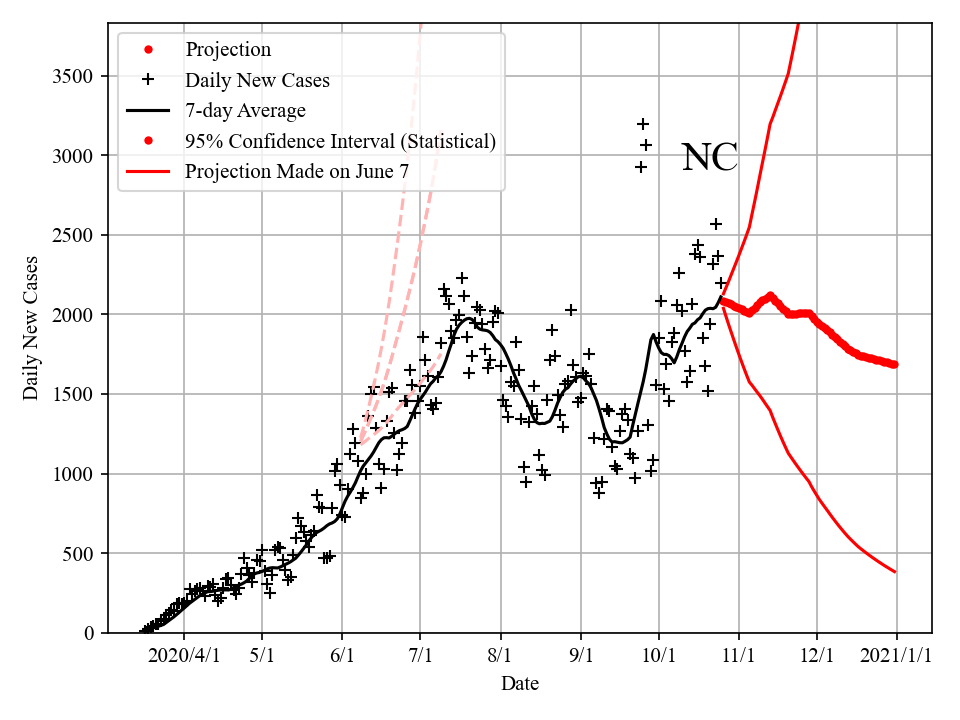 Projection
Daily New Cases
7-day Average
95% Confidence Interval (Statistical)
Projection Made on June 7
NC
3500
3000
2500
2000
1500
1000
500
0
Daily New Cases
2020/4/1 5/1 6/1 7/1 8/1 9/1 10/1 11/1 12/1 2021/1/1
Date